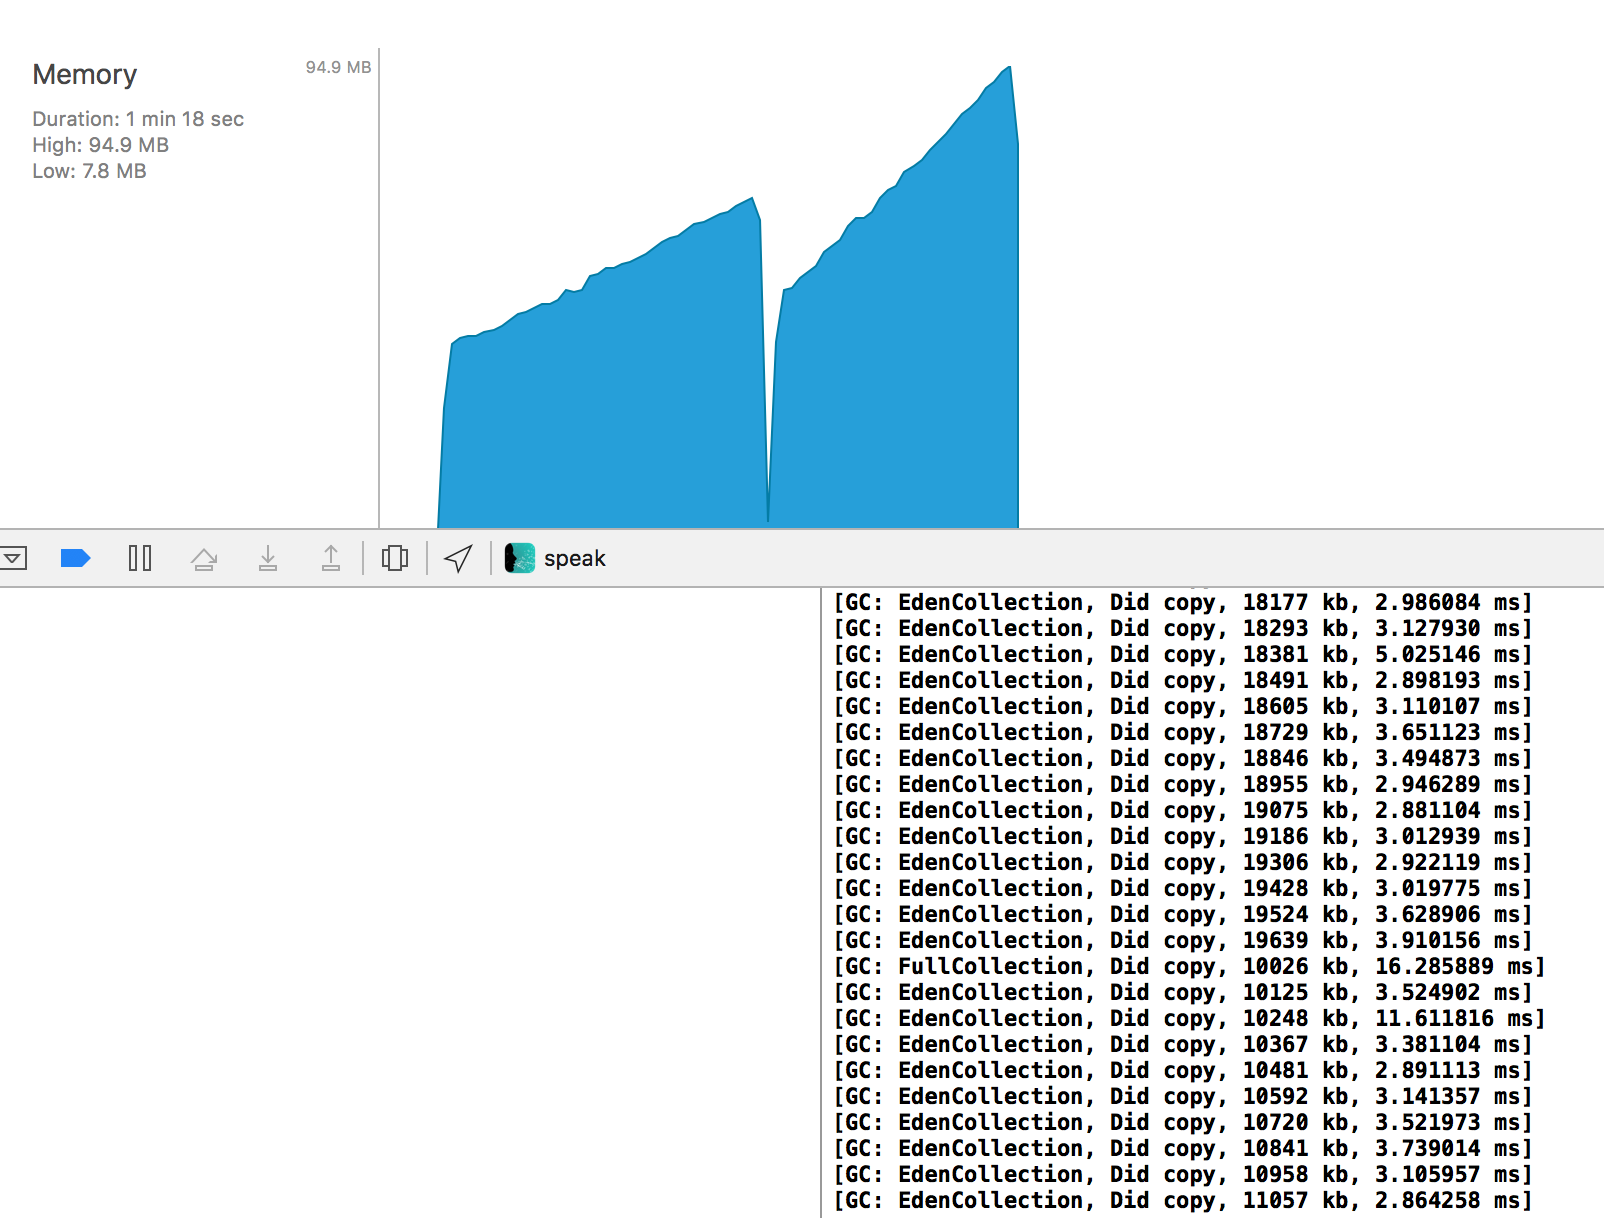 Memory
94.9 MB
Duration: 1 min 18 sec
High: 94.9 MB
Low: 7.8 MB
speak
[GC: EdenCollection, Did copy, 18177 kb, 2.986084 ms]
[GC: EdenCollection, Did copy, 18293 kb, 3.127930 ms]
[GC: EdenCollection, Did copy, 18381 kb, 5.025146 ms]
[GC: EdenCollection, Did copy, 18491 kb, 2.898193 ms]
[GC: EdenCollection, Did copy, 18605 kb, 3.110107 ms]
[GC: EdenCollection, Did copy, 18729 kb, 3.651123 ms]
[GC: EdenCollection, Did copy, 18846 kb, 3.494873 ms]
[GC: EdenCollection, Did copy, 18955 kb, 2.946289 ms]
[GC: EdenCollection, Did copy, 19075 kb, 2.881104 ms]
[GC: EdenCollection, Did copy, 19186 kb, 3.012939 ms]
[GC: EdenCollection, Did copy, 19306 kb, 2.922119 ms]
[GC: EdenCollection, Did copy, 19428 kb, 3.019775 ms]
[GC: EdenCollection, Did copy, 19524 kb, 3.628906 ms]
[GC: EdenCollection, Did copy, 19639 kb, 3.910156 ms]
[GC: FullCollection, Did copy, 10026 kb, 16.285889 ms]
[GC: EdenCollection, Did copy, 10125 kb, 3.524902 ms]
[GC: EdenCollection, Did copy, 10248 kb, 11.611816 ms]
[GC: EdenCollection, Did copy, 10367 kb, 3.381104 ms]
[GC: EdenCollection, Did copy, 10481 kb, 2.891113 ms]
[GC: EdenCollection, Did copy, 10592 kb, 3.141357 ms]
[GC: EdenCollection, Did copy, 10720 kb, 3.521973 ms]
[GC: EdenCollection, Did copy, 10841 kb, 3.739014 ms]
[GC: EdenCollection, Did copy, 10958 kb, 3.105957 ms]
[GC: EdenCollection, Did copy, 11057 kb, 2.864258 ms]